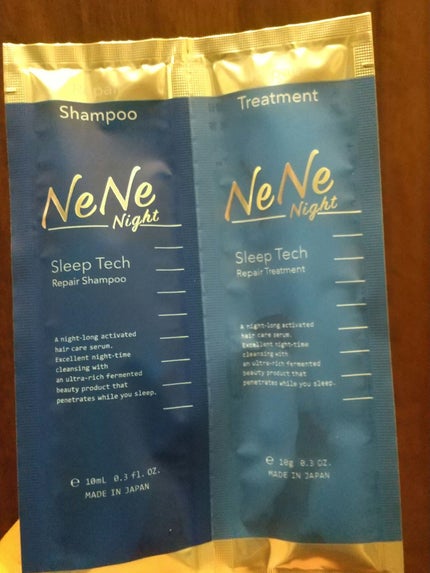 Repair
Shampoo
NeNe
Night
Sleep Tech
Repair Shampoo
A night-long activated
hair care serum.
Excellent night-time
cleansing with
an ultra-rich fermented
beauty product that
penetrates while you sleep.
℮ 10mL 0.3 fl. OZ.
MADE IN JAPAN
Treatment
NeNe
Night
Sleep Tech
Repair Treatment
A night-long activated
hair care serum.
Excellent night-time
cleansing with
an ultra-rich fermented
beauty product that
penetrates while you sleep.
℮ 10g 0.3 OZ.
MADE IN JAPAN